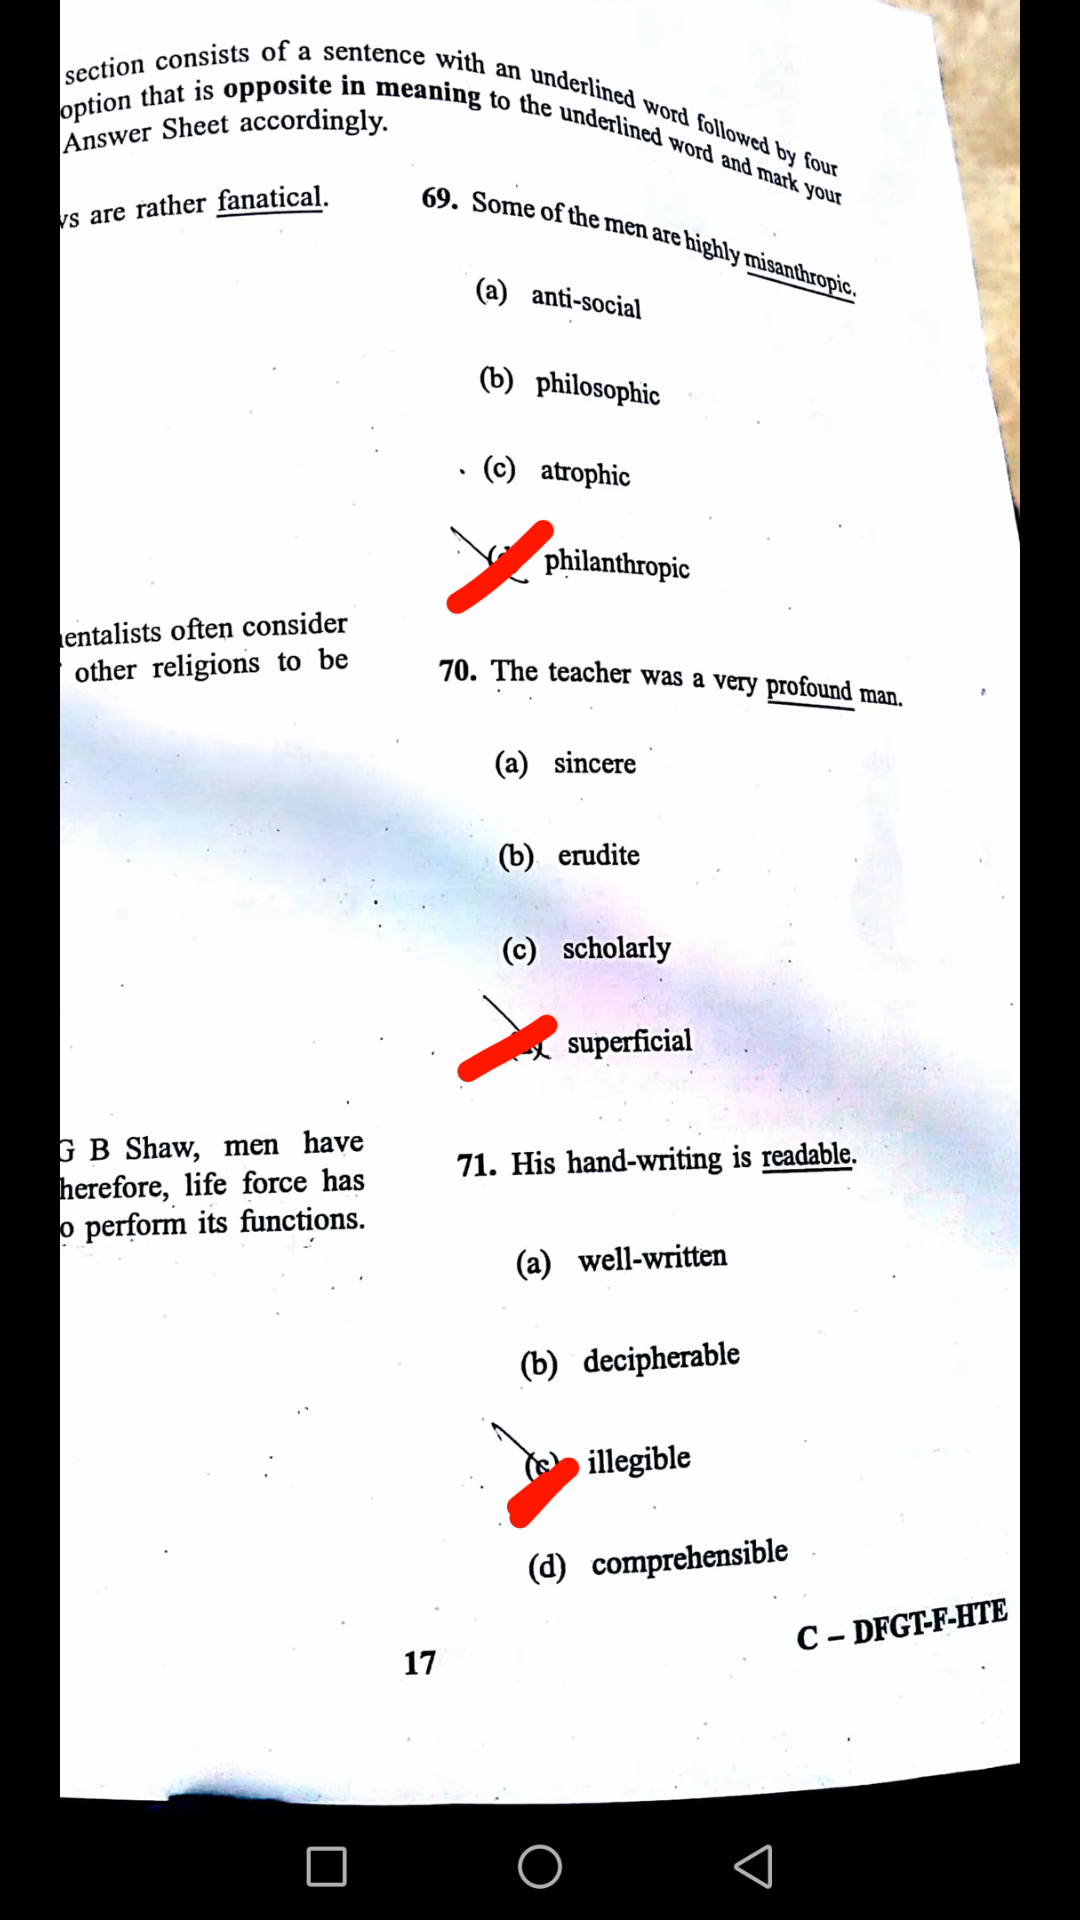 section consists of a sentence with an underlined word followed by four
option that is opposite in meaning to the underlined word and mark your
Answer Sheet accordingly.
are rather fanatical.
69. Some of the men are highly misanthropic.
(a) anti-social
(b) philosophic
(c) atrophic
philanthropic
entalists often consider
other religions to be
70. The teacher was a very profound man.
(a) sincere
(b) erudite
(c) scholarly
superficial
G B Shaw, men have
herefore, life force has
o perform its functions.
71. His hand-writing is readable.
(a) well-written
(b) decipherable
(c) illegible
(d) comprehensible
17
C – DFGT-F-HTE